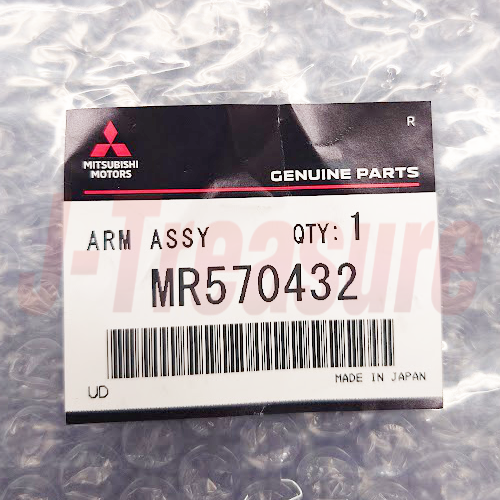 R
MITSUBISHI
MOTORS
GENUINE PARTS
ARM ASSY QTY: 1
MR570432
UD
MADE IN JAPAN
J-Treasure